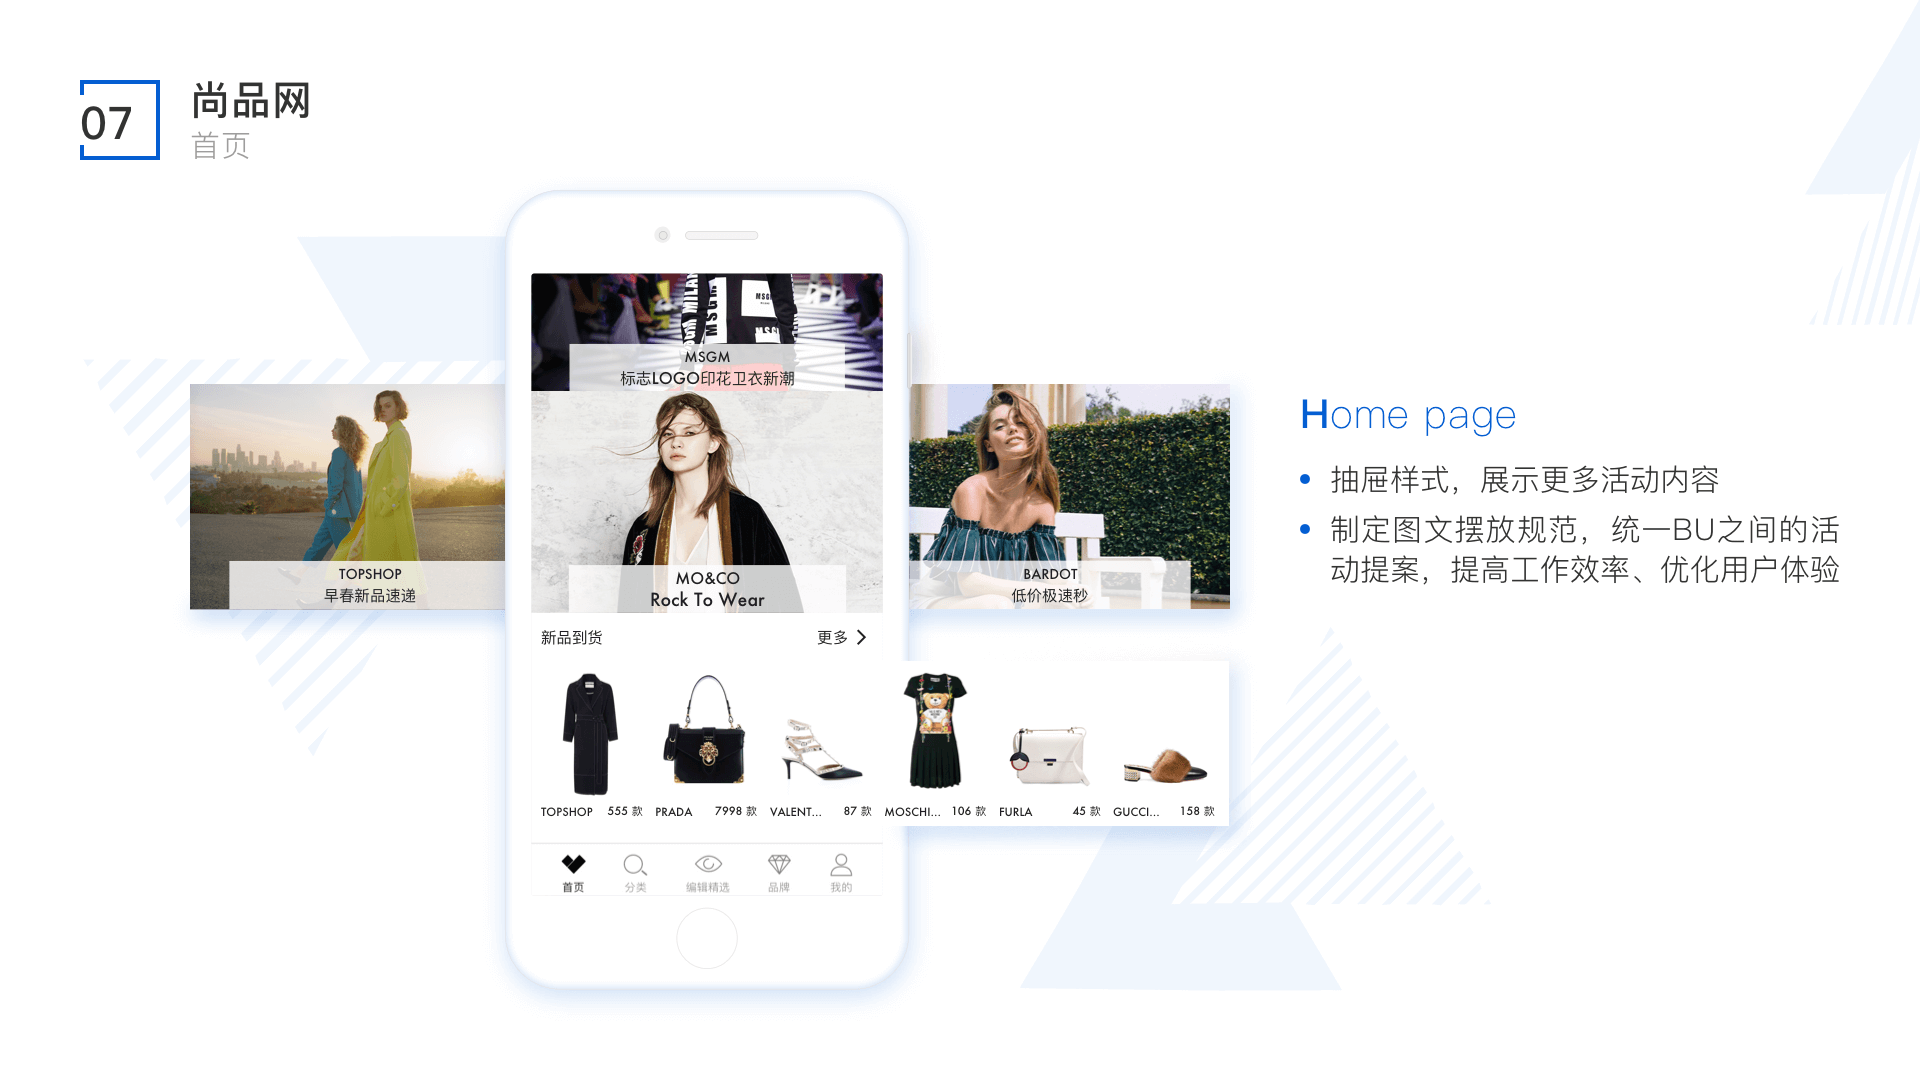 07
尚品网
首页
MSGM
MSGM
MSGM
标志LOGO印花卫衣新潮
TOPSHOP
早春新品速递
MO&CO
Rock To Wear
BARDOT
低价极速秒
新品到货
更多
TOPSHOP 555 款 PRADA 7998 款 VALENT... 87 款 MOSCHI... 106 款 FURLA 45 款 GUCCI... 158 款
首页 分类 编辑精选 品牌 我的
Home page
抽屉样式，展示更多活动内容
制定图文摆放规范，统一BU之间的活
动提案，提高工作效率、优化用户体验